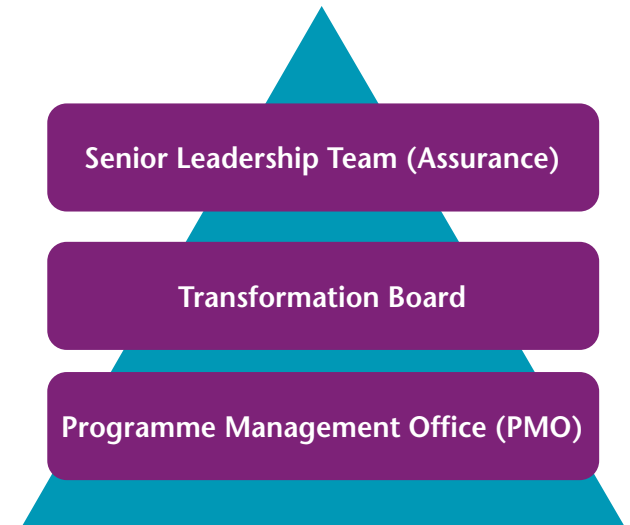 Senior Leadership Team (Assurance)
Transformation Board
Programme Management Office (PMO)